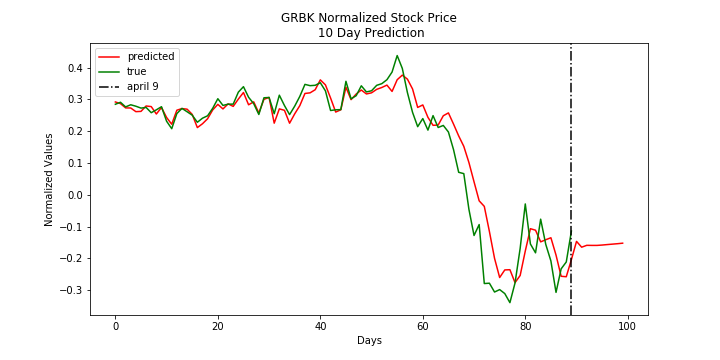 GRBK Normalized Stock Price
10 Day Prediction
predicted
true
april 9
Normalized Values
0.4
0.3
0.2
0.1
0.0
−0.1
−0.2
−0.3
0 20 40 60 80 100
Days